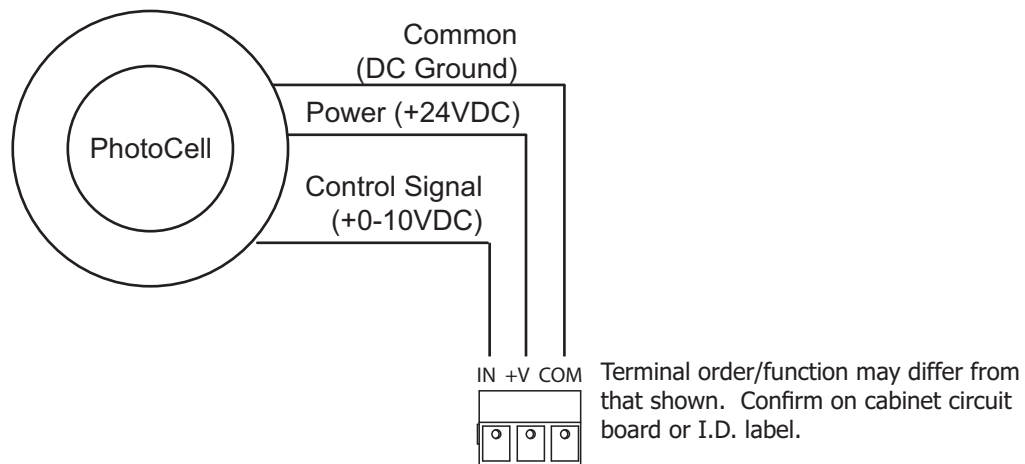 Common
(DC Ground)
Power (+24VDC)
PhotoCell
Control Signal
(+0-10VDC)
IN +V COM
Terminal order/function may differ from
that shown.  Confirm on cabinet circuit
board or I.D. label.